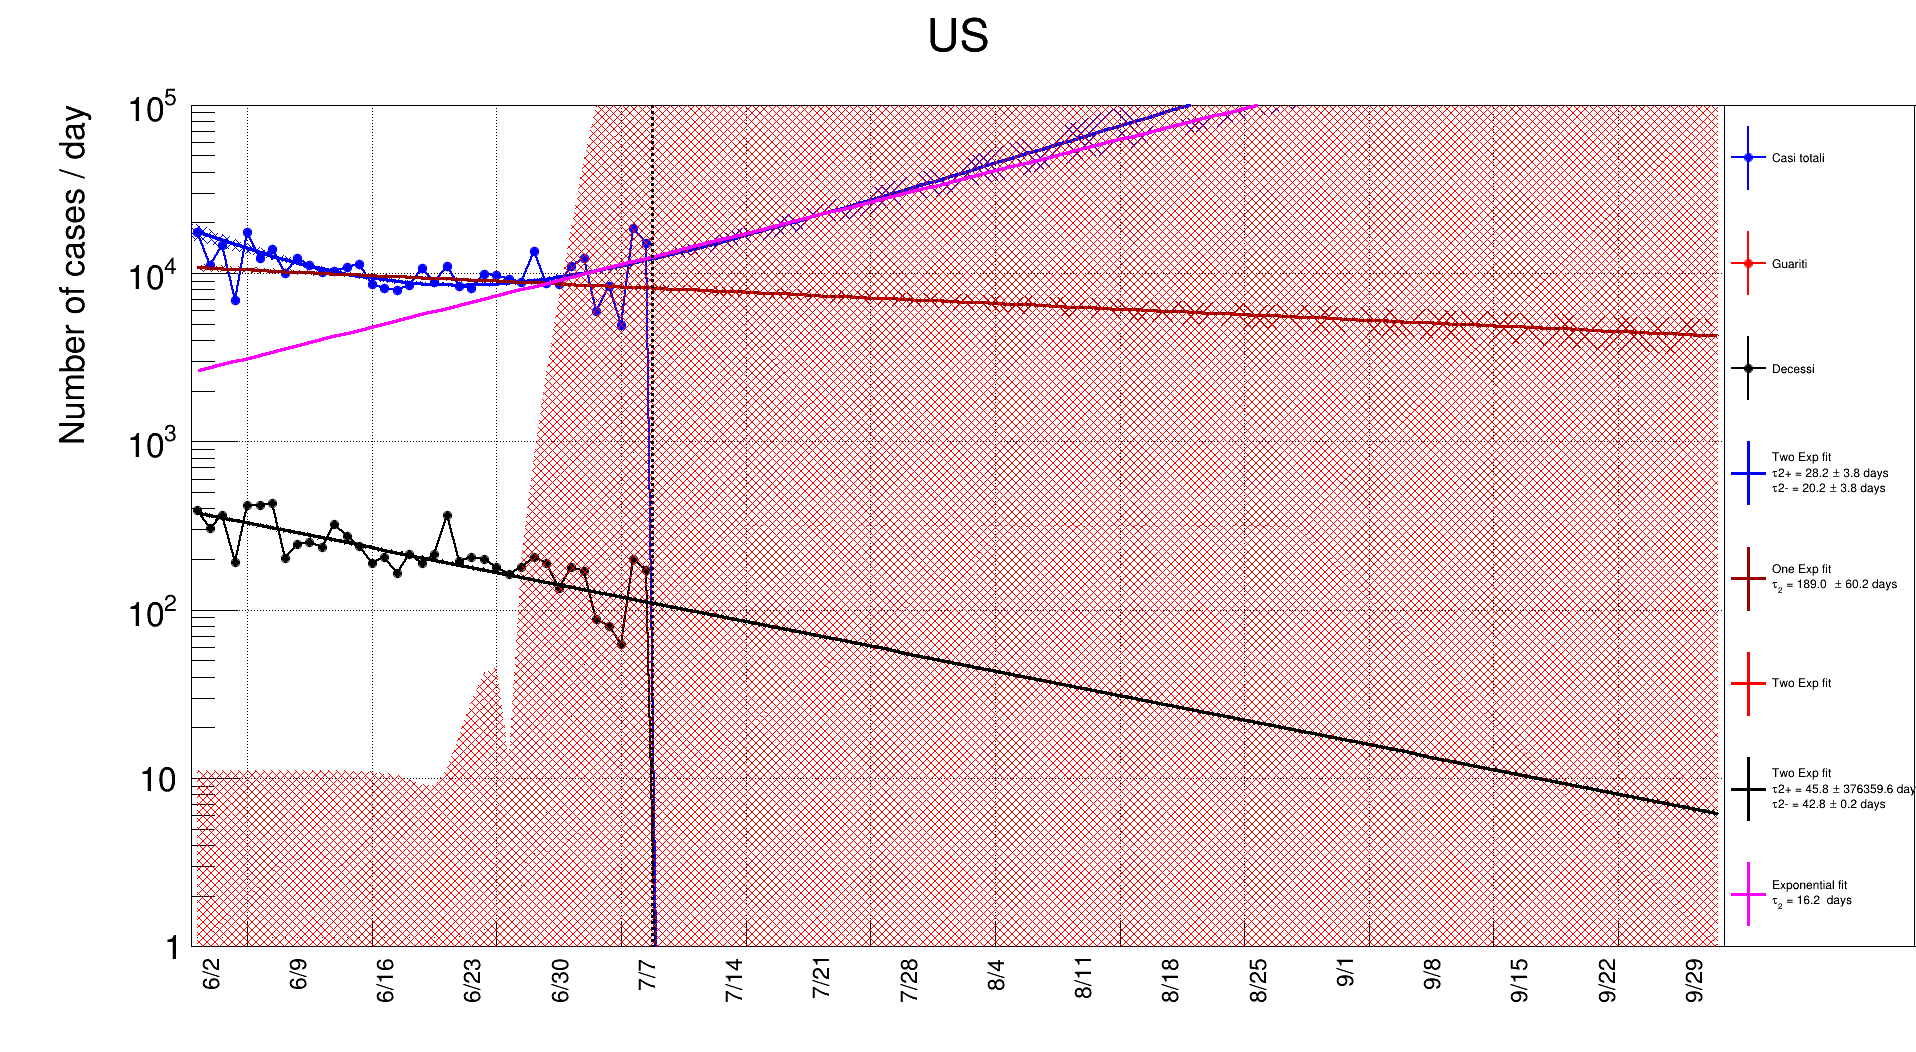 US
Number of cases / day
10^5
10^4
10^3
10^2
10
1
6/2
6/9
6/16
6/23
6/30
7/7
7/14
7/21
7/28
8/4
8/11
8/18
8/25
9/1
9/8
9/15
9/22
9/29
Casi totali
Guariti
Decessi
Two Exp fit
τ2+ = 28.2 ± 3.8 days
τ2- = 20.2 ± 3.8 days
One Exp fit
τ₂ = 189.0 ± 60.2 days
Two Exp fit
Two Exp fit
τ2+ = 45.8 ± 376359.6 day
τ2- = 42.8 ± 0.2 days
Exponential fit
τ₂ = 16.2 days